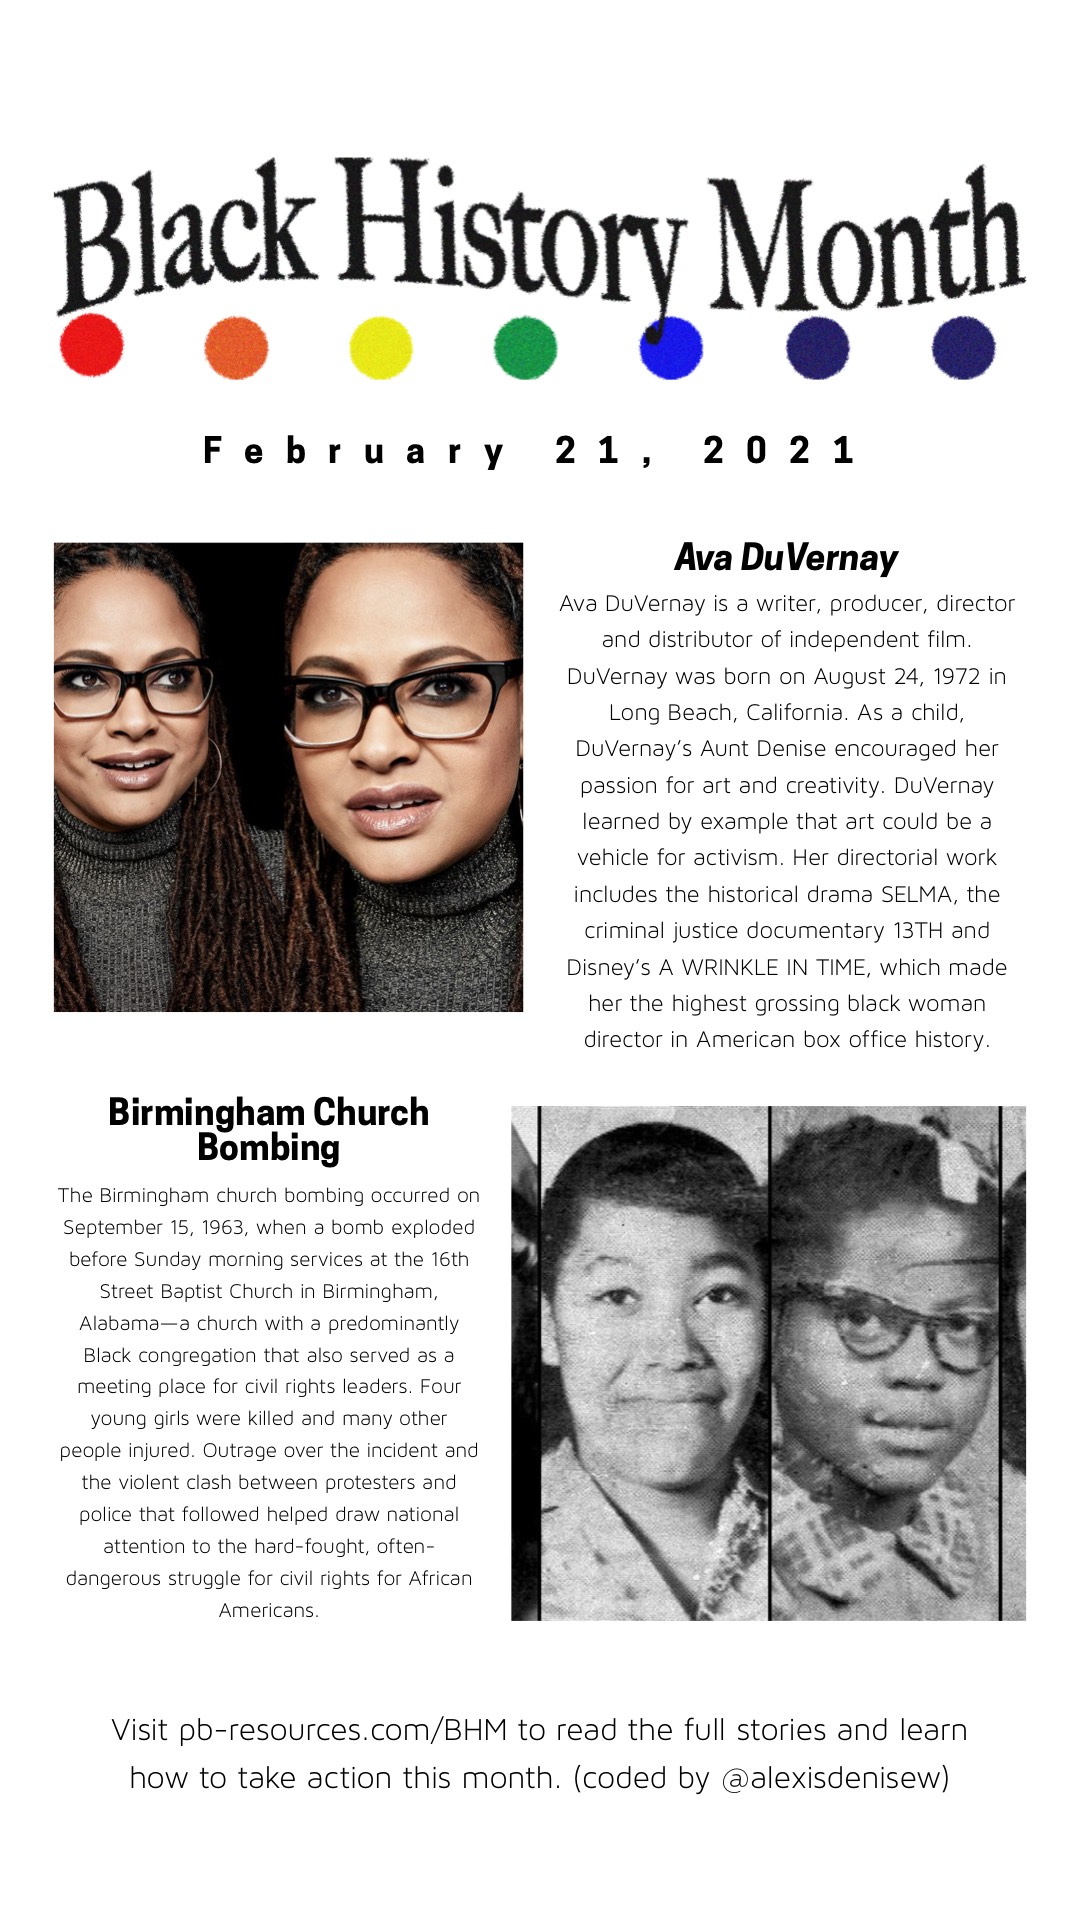 Black History Month
February 21, 2021
Ava DuVernay
Ava DuVernay is a writer, producer, director
and distributor of independent film.
DuVernay was born on August 24, 1972 in
Long Beach, California. As a child,
DuVernay’s Aunt Denise encouraged her
passion for art and creativity. DuVernay
learned by example that art could be a
vehicle for activism. Her directorial work
includes the historical drama SELMA, the
criminal justice documentary 13TH and
Disney’s A WRINKLE IN TIME, which made
her the highest grossing black woman
director in American box office history.
Birmingham Church
Bombing
The Birmingham church bombing occurred on
September 15, 1963, when a bomb exploded
before Sunday morning services at the 16th
Street Baptist Church in Birmingham,
Alabama—a church with a predominantly
Black congregation that also served as a
meeting place for civil rights leaders. Four
young girls were killed and many other
people injured. Outrage over the incident and
the violent clash between protesters and
police that followed helped draw national
attention to the hard-fought, often-
dangerous struggle for civil rights for African
Americans.
Visit pb-resources.com/BHM to read the full stories and learn
how to take action this month. (coded by @alexisdenisew)